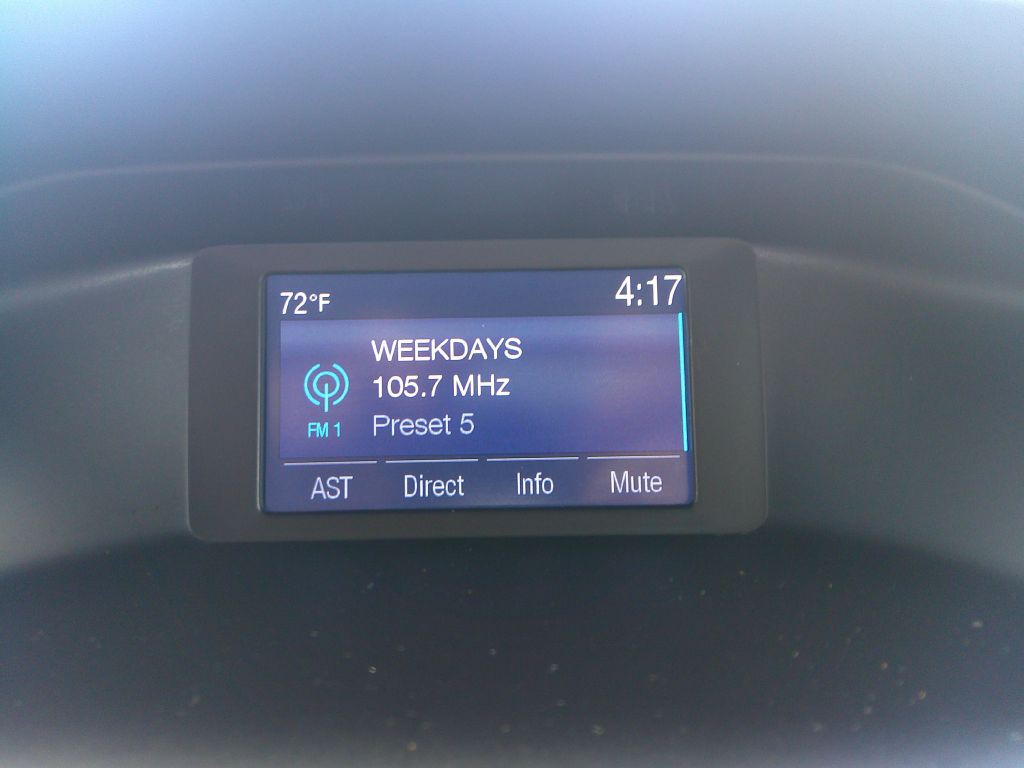 72°F 4:17
WEEKDAYS
105.7 MHz
FM 1 Preset 5
AST Direct Info Mute